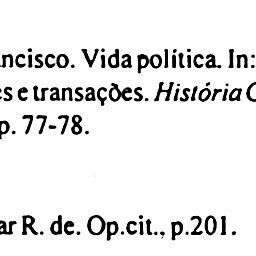 ncisco. Vida política. In:
es e transações. História
p. 77-78.
ar R. de. Op.cit., p.201.